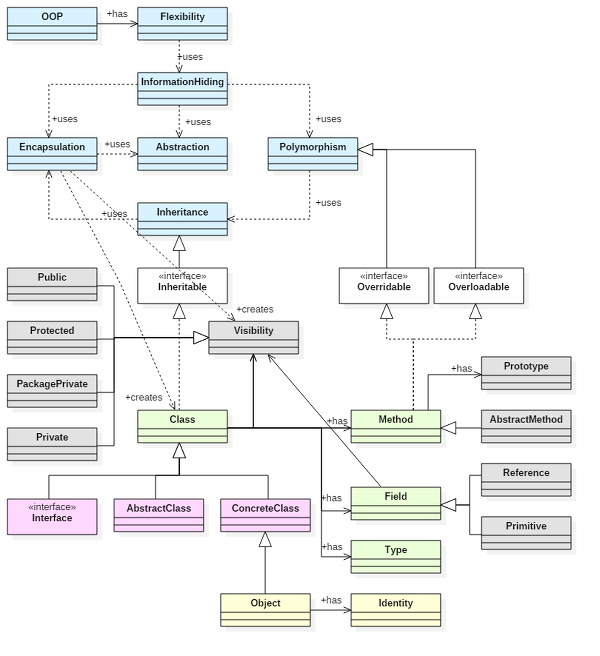 OOP
+has
Flexibility
+uses
InformationHiding
+uses
+uses
+uses
Encapsulation
+uses
Abstraction
Polymorphism
+uses
+uses
Inheritance
«interface»
Inheritable
«interface»
Overridable
«interface»
Overloadable
Public
+creates
Protected
Visibility
Prototype
+has
PackagePrivate
+creates
Class
+has
Method
AbstractMethod
Private
Reference
+has
Field
«interface»
Interface
AbstractClass
ConcreteClass
Primitive
+has
Type
Object
+has
Identity